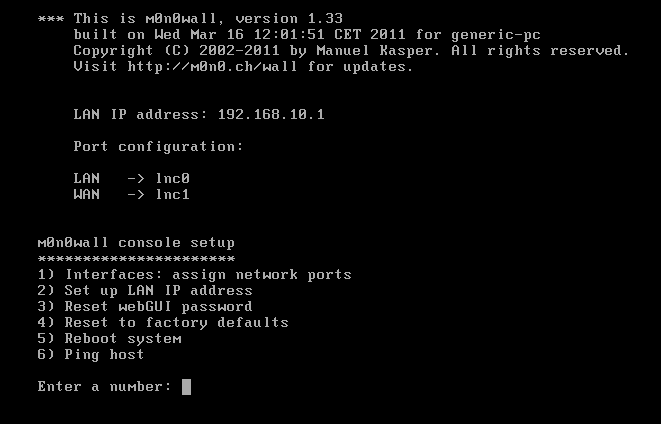 *** This is m0n0wall, version 1.33
built on Wed Mar 16 12:01:51 CET 2011 for generic-pc
Copyright (C) 2002-2011 by Manuel Kasper. All rights reserved.
Visit http://m0n0.ch/wall for updates.
LAN IP address: 192.168.10.1
Port configuration:
LAN -> lnc0
WAN -> lnc1
m0n0wall console setup
**********************
1) Interfaces: assign network ports
2) Set up LAN IP address
3) Reset webGUI password
4) Reset to factory defaults
5) Reboot system
6) Ping host
Enter a number: